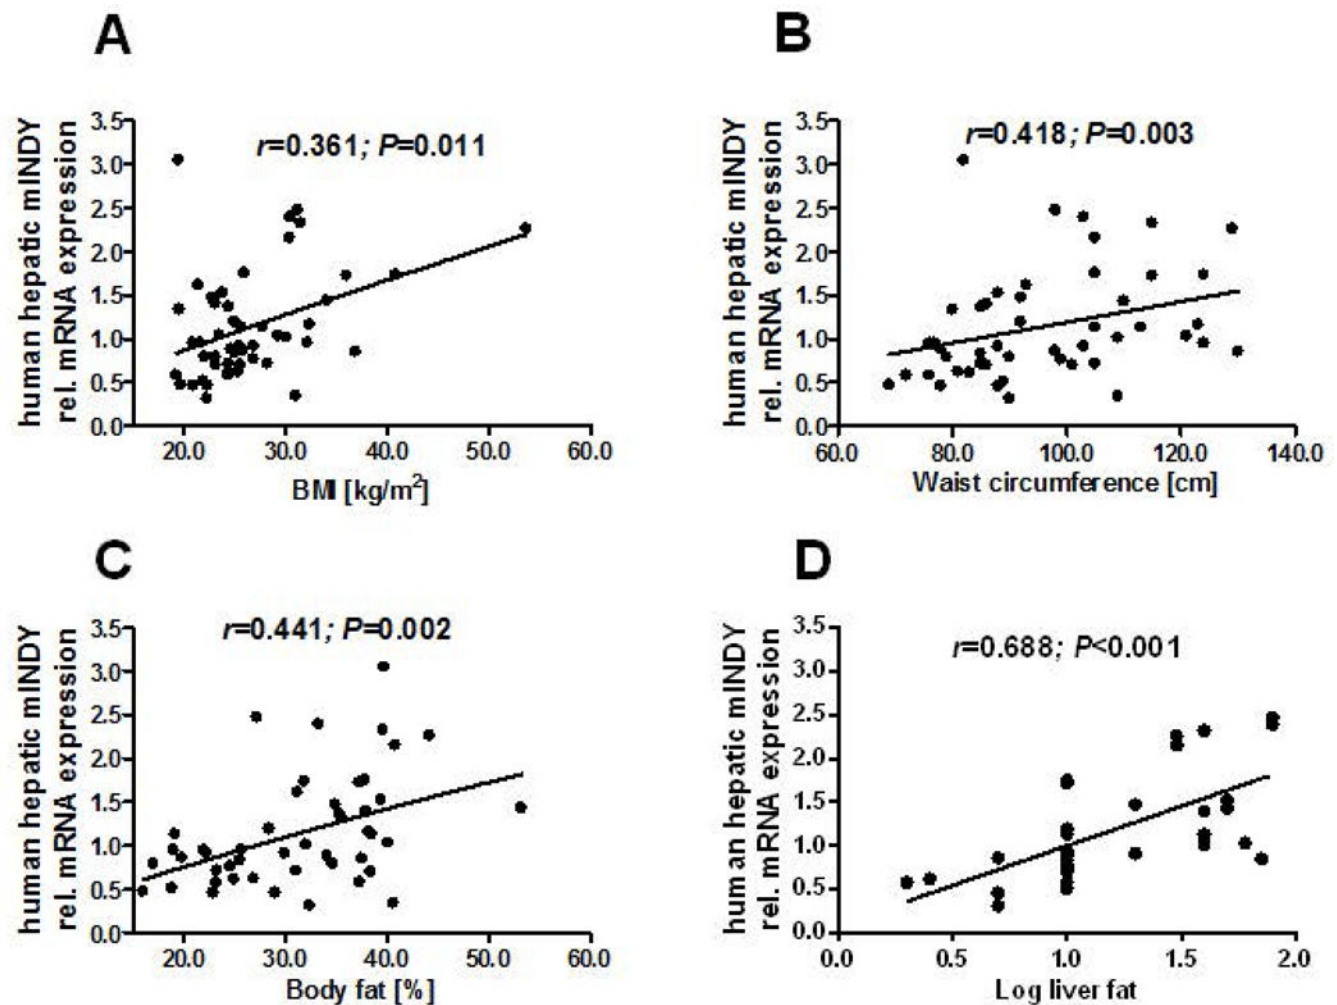 A
human hepatic mINDY
rel. mRNA expression
3.5
3.0
2.5
2.0
1.5
1.0
0.5
0.0
r=0.361; P=0.011
20.0 30.0 40.0 50.0 60.0
BMI [kg/m²]
B
human hepatic mINDY
rel. mRNA expression
3.5
3.0
2.5
2.0
1.5
1.0
0.5
0.0
r=0.418; P=0.003
60.0 80.0 100.0 120.0 140.0
Waist circumference [cm]
C
human hepatic mINDY
rel. mRNA expression
3.5
3.0
2.5
2.0
1.5
1.0
0.5
0.0
r=0.441; P=0.002
20.0 30.0 40.0 50.0 60.0
Body fat [%]
D
human hepatic mINDY
rel. mRNA expression
3.5
3.0
2.5
2.0
1.5
1.0
0.5
0.0
r=0.688; P<0.001
0.0 0.5 1.0 1.5 2.0
Log liver fat